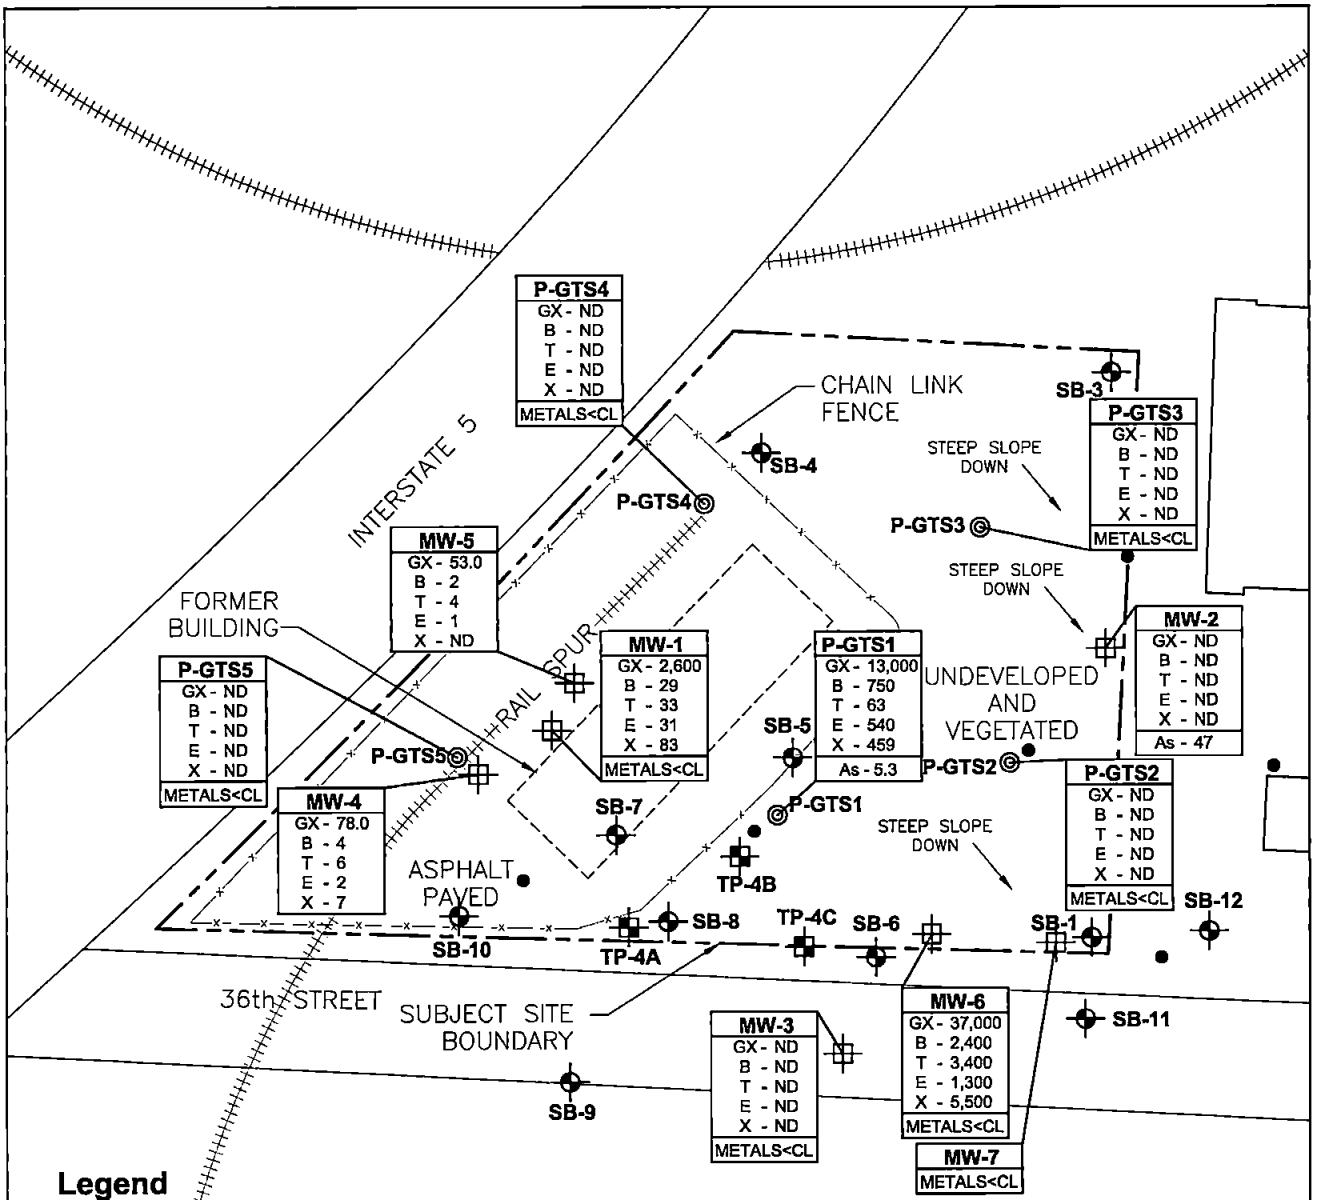 P-GTS4
GX - ND
B - ND
T - ND
E - ND
X - ND
METALS<CL
CHAIN LINK
FENCE
SB-3
P-GTS3
GX - ND
B - ND
T - ND
E - ND
X - ND
METALS<CL
STEEP SLOPE
DOWN
SB-4
INTERSTATE 5
P-GTS4
P-GTS3
MW-5
GX - 53.0
B - 2
T - 4
E - 1
X - ND
STEEP SLOPE
DOWN
FORMER
BUILDING
RAIL SPUR
MW-1
GX - 2,600
B - 29
T - 33
E - 31
X - 83
METALS<CL
P-GTS1
GX - 13,000
B - 750
T - 63
E - 540
X - 459
As - 5.3
MW-2
GX - ND
B - ND
T - ND
E - ND
X - ND
As - 47
UNDEVELOPED
AND
VEGETATED
P-GTS5
GX - ND
B - ND
T - ND
E - ND
X - ND
METALS<CL
P-GTS5
SB-5
P-GTS2
P-GTS2
GX - ND
B - ND
T - ND
E - ND
X - ND
METALS<CL
MW-4
GX - 78.0
B - 4
T - 6
E - 2
X - 7
SB-7
P-GTS1
STEEP SLOPE
DOWN
ASPHALT
PAVED
TP-4B
SB-10
TP-4A
SB-8
TP-4C
SB-6
SB-1
SB-12
36th STREET
SUBJECT SITE
BOUNDARY
MW-3
GX - ND
B - ND
T - ND
E - ND
X - ND
METALS<CL
MW-6
GX - 37,000
B - 2,400
T - 3,400
E - 1,300
X - 5,500
METALS<CL
SB-11
SB-9
MW-7
METALS<CL
Legend